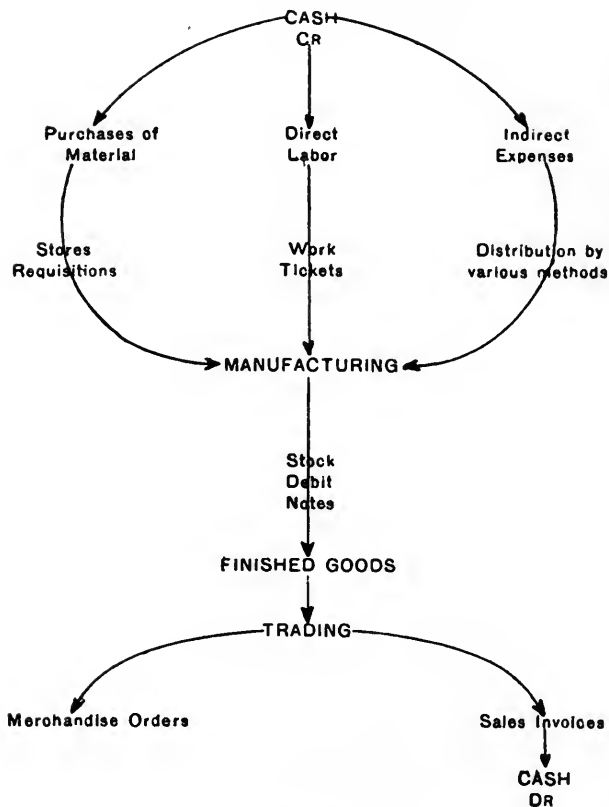 CASH
CR
Purchases of Material
Direct Labor
Indirect Expenses
Stores Requisitions
Work Tickets
Distribution by various methods
MANUFACTURING
Stock
Debit
Notes
FINISHED GOODS
TRADING
Merchandise Orders
Sales Invoices
CASH
DR